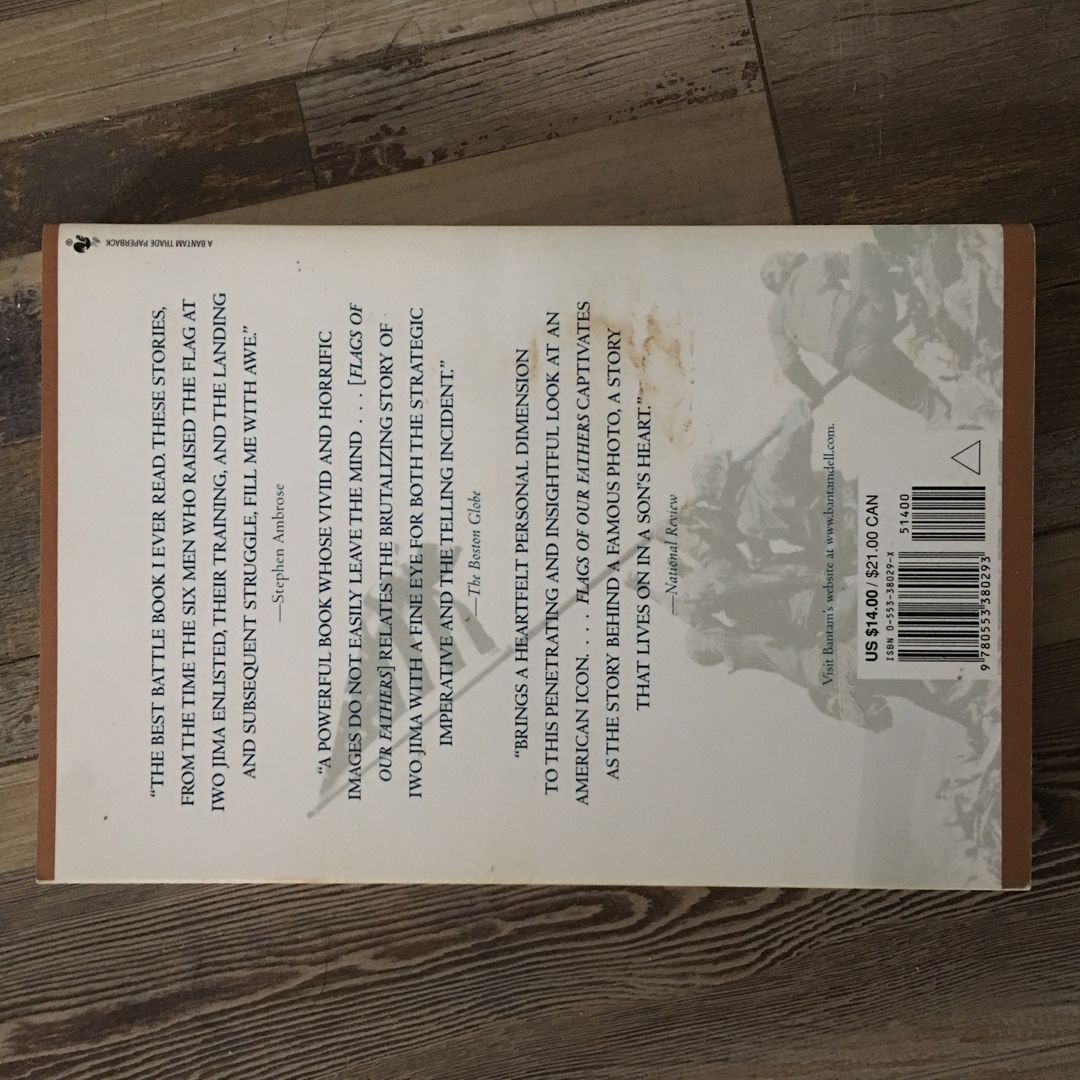 A BANTAM TRADE PAPERBACK
“THE BEST BATTLE BOOK I EVER READ. THESE STORIES,
FROM THE TIME THE SIX MEN WHO RAISED THE FLAG AT
IWO JIMA ENLISTED, THEIR TRAINING, AND THE LANDING
AND SUBSEQUENT STRUGGLE, FILL ME WITH AWE.”
—Stephen Ambrose
“A POWERFUL BOOK WHOSE VIVID AND HORRIFIC
IMAGES DO NOT EASILY LEAVE THE MIND . . . [FLAGS OF
OUR FATHERS] RELATES THE BRUTALIZING STORY OF
IWO JIMA WITH A FINE EYE FOR BOTH THE STRATEGIC
IMPERATIVE AND THE TELLING INCIDENT.”
—The Boston Globe
“BRINGS A HEARTFELT PERSONAL DIMENSION
TO THIS PENETRATING AND INSIGHTFUL LOOK AT AN
AMERICAN ICON. . . . FLAGS OF OUR FATHERS CAPTIVATES
AS THE STORY BEHIND A FAMOUS PHOTO, A STORY
THAT LIVES ON IN A SON'S HEART.”
—National Review
Visit Bantam's website at www.bantamdell.com.
US $14.00 / $21.00 CAN
ISBN 0-553-38029-X
51400
9 780553 380293